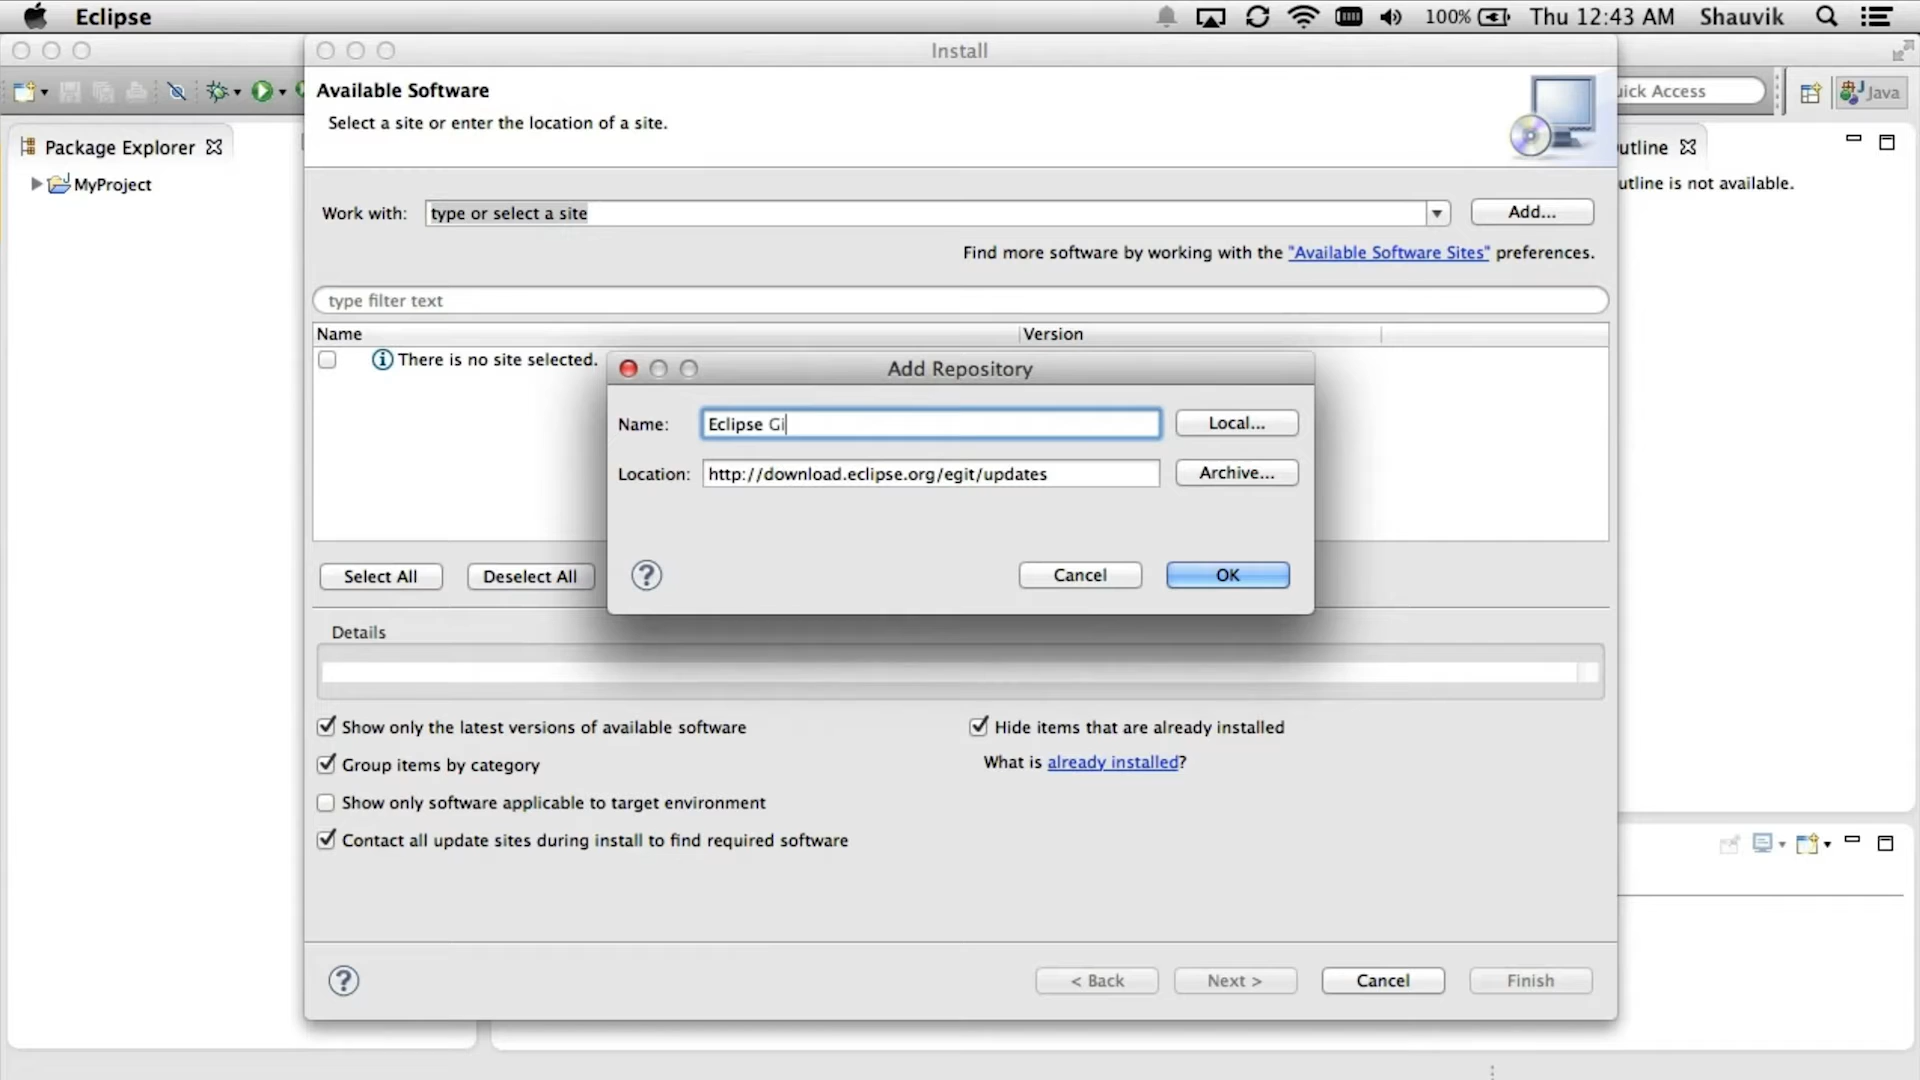 Eclipse
100%
Thu 12:43 AM
Shauvik
Install
Available Software
Select a site or enter the location of a site.
uick Access
Java
Package Explorer
utline
MyProject
utline is not available.
Work with:
type or select a site
Add...
Find more software by working with the "Available Software Sites" preferences.
type filter text
Name
Version
There is no site selected.
Add Repository
Name:
Eclipse Gi
Local...
Location:
http://download.eclipse.org/egit/updates
Archive...
Select All
Deselect All
?
Cancel
OK
Details
Show only the latest versions of available software
Hide items that are already installed
Group items by category
What is already installed?
Show only software applicable to target environment
Contact all update sites during install to find required software
?
< Back
Next >
Cancel
Finish